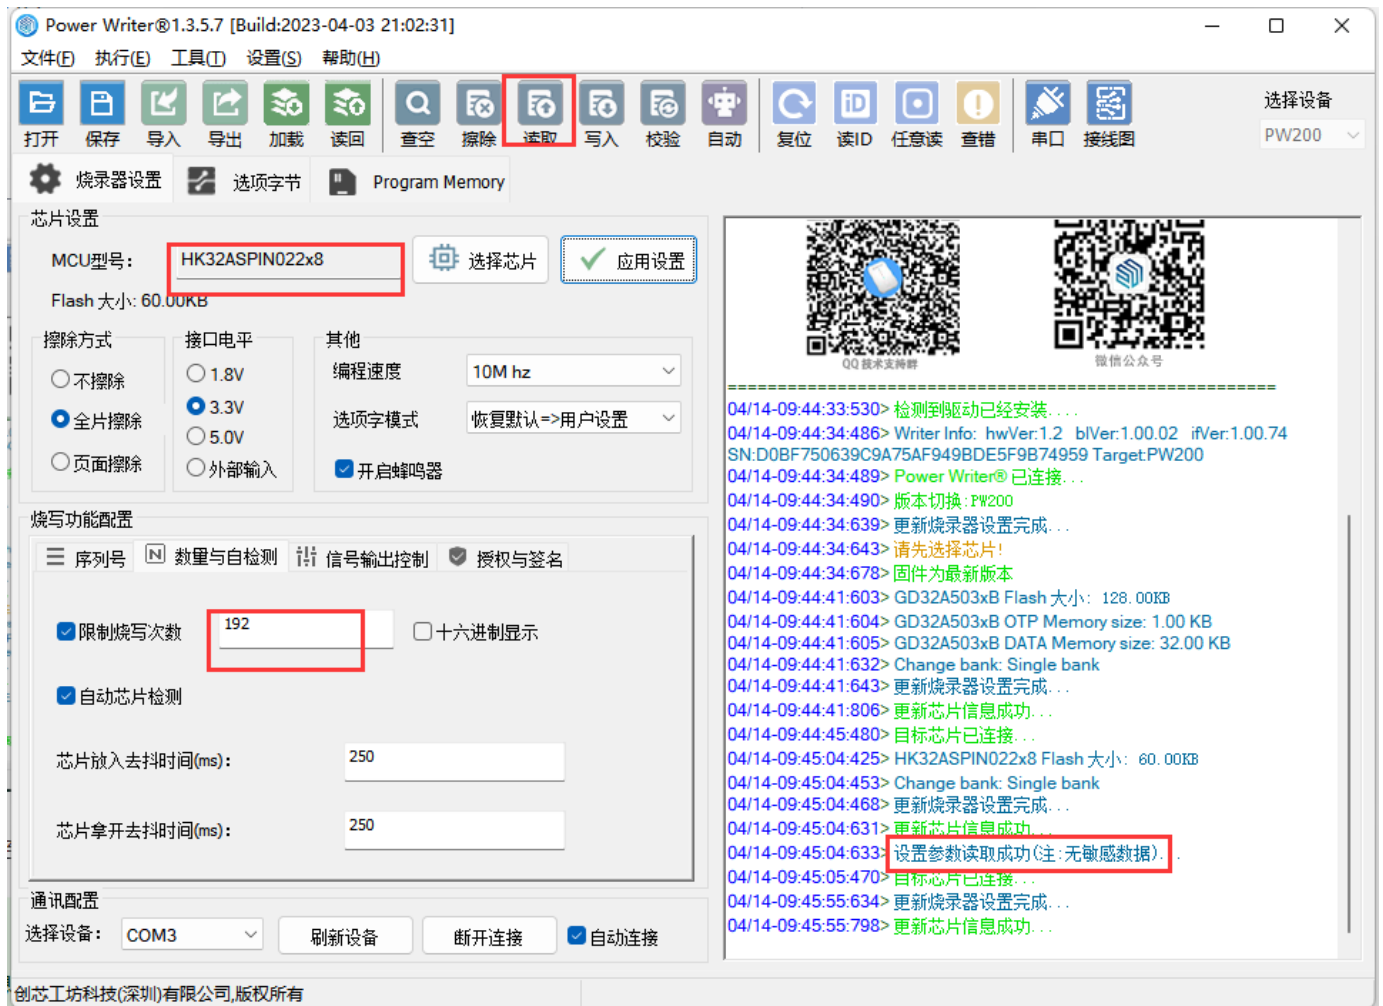 Power Writer®1.3.5.7 [Build:2023-04-03 21:02:31]
文件(F) 执行(E) 工具(T) 设置(S) 帮助(H)
打开 保存 导入 导出 加载 读回 查空 擦除 读取 写入 校验 自动 复位 读ID 任意读 查错 串口 接线图
选择设备
PW200
烧录器设置 选项字节 Program Memory
芯片设置
MCU型号: HK32ASPIN022x8 选择芯片 应用设置
Flash 大小: 60.00KB
擦除方式
不擦除
全片擦除
页面擦除
接口电平
1.8V
3.3V
5.0V
外部输入
其他
编程速度 10M hz
选项字模式 恢复默认=>用户设置
开启蜂鸣器
烧写功能配置
序列号 数量与自检测 信号输出控制 授权与签名
限制烧写次数 192 十六进制显示
自动芯片检测
芯片放入去抖时间(ms): 250
芯片拿开去抖时间(ms): 250
通讯配置
选择设备: COM3 刷新设备 断开连接 自动连接
QQ 技术支持群 微信公众号
=======================================================
04/14-09:44:33:530> 检测到驱动已经安装....
04/14-09:44:34:486> Writer Info: hwVer:1.2 blVer:1.00.02 ifVer:1.00.74
SN:D0BF750639C9A75AF949BDE5F9B74959 Target:PW200
04/14-09:44:34:489> Power Writer® 已连接...
04/14-09:44:34:490> 版本切换:PW200
04/14-09:44:34:639> 更新烧录器设置完成...
04/14-09:44:34:643> 请先选择芯片!
04/14-09:44:34:678> 固件为最新版本
04/14-09:44:41:603> GD32A503xB Flash 大小: 128.00KB
04/14-09:44:41:604> GD32A503xB OTP Memory size: 1.00 KB
04/14-09:44:41:605> GD32A503xB DATA Memory size: 32.00 KB
04/14-09:44:41:632> Change bank: Single bank
04/14-09:44:41:643> 更新烧录器设置完成...
04/14-09:44:41:806> 更新芯片信息成功...
04/14-09:44:45:480> 目标芯片已连接...
04/14-09:45:04:425> HK32ASPIN022x8 Flash 大小: 60.00KB
04/14-09:45:04:453> Change bank: Single bank
04/14-09:45:04:468> 更新烧录器设置完成...
04/14-09:45:04:631> 更新芯片信息成功...
04/14-09:45:04:633> 设置参数读取成功(注:无敏感数据)...
04/14-09:45:05:470> 目标芯片已连接...
04/14-09:45:55:634> 更新烧录器设置完成...
04/14-09:45:55:798> 更新芯片信息成功...
创芯工坊科技(深圳)有限公司,版权所有